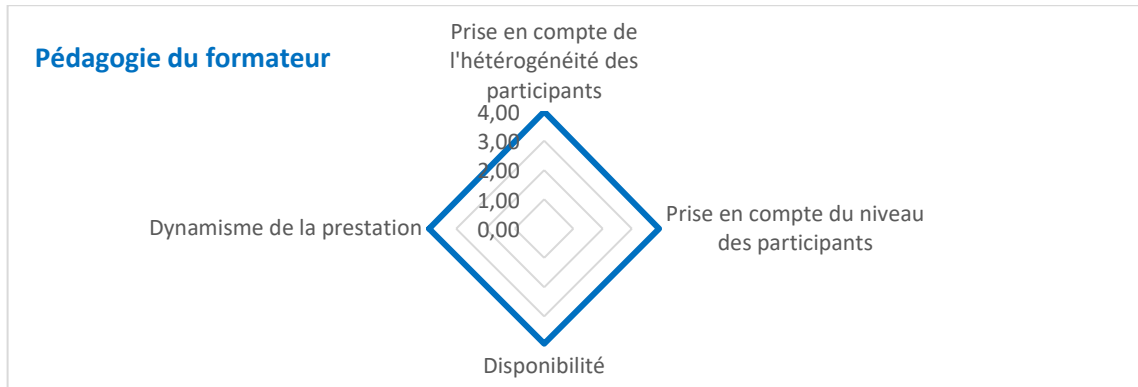 Pédagogie du formateur
Prise en compte de
l'hétérogénéité des
participants
4,00
3,00
2,00
1,00
0,00
Dynamisme de la prestation
Prise en compte du niveau
des participants
Disponibilité